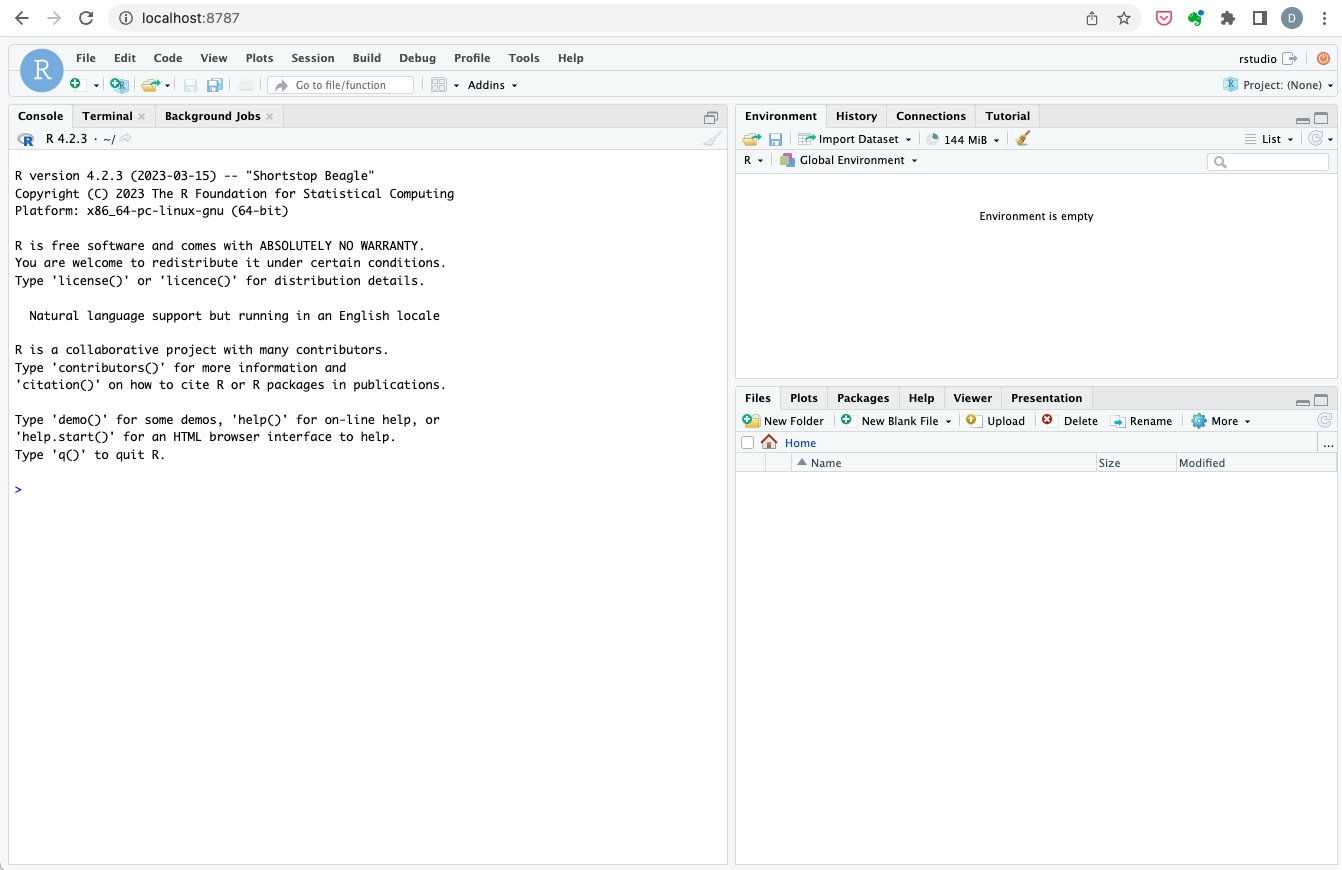 localhost:8787
D
R
File Edit Code View Plots Session Build Debug Profile Tools Help
rstudio
Go to file/function
Addins
R Project: (None)
Console Terminal Background Jobs
R R 4.2.3 · ~/
R version 4.2.3 (2023-03-15) -- "Shortstop Beagle"
Copyright (C) 2023 The R Foundation for Statistical Computing
Platform: x86_64-pc-linux-gnu (64-bit)
R is free software and comes with ABSOLUTELY NO WARRANTY.
You are welcome to redistribute it under certain conditions.
Type 'license()' or 'licence()' for distribution details.
Natural language support but running in an English locale
R is a collaborative project with many contributors.
Type 'contributors()' for more information and
'citation()' on how to cite R or R packages in publications.
Type 'demo()' for some demos, 'help()' for on-line help, or
'help.start()' for an HTML browser interface to help.
Type 'q()' to quit R.
>
Environment History Connections Tutorial
Import Dataset 144 MiB List
R Global Environment
Environment is empty
Files Plots Packages Help Viewer Presentation
New Folder New Blank File Upload Delete Rename More
Home ...
Name Size Modified